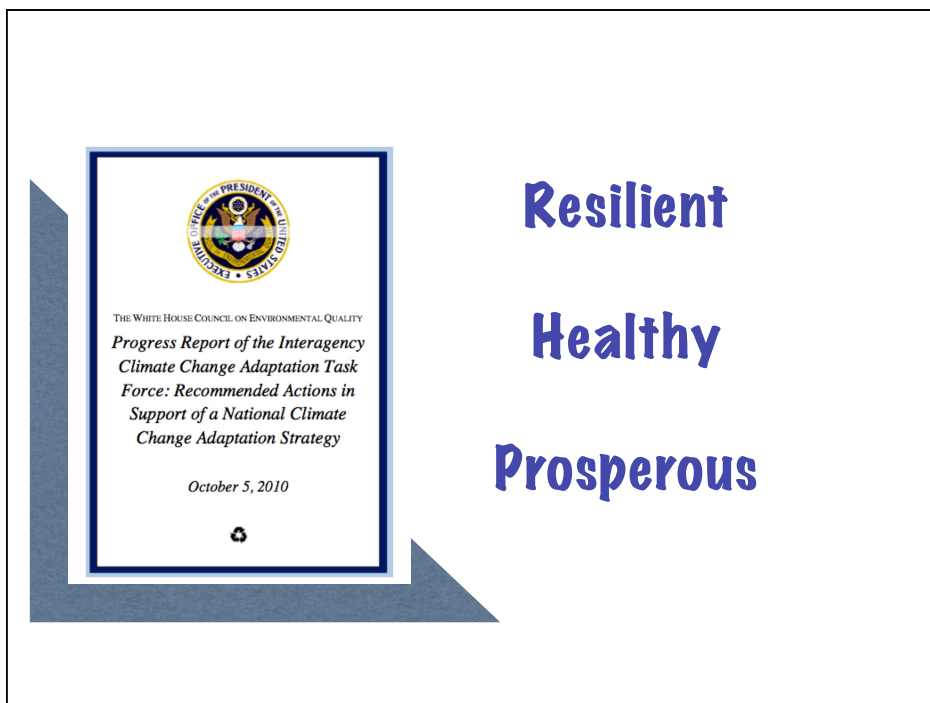 EXECUTIVE OFFICE OF THE PRESIDENT OF THE UNITED STATES
THE WHITE HOUSE COUNCIL ON ENVIRONMENTAL QUALITY
Progress Report of the Interagency
Climate Change Adaptation Task
Force: Recommended Actions in
Support of a National Climate
Change Adaptation Strategy
October 5, 2010
Resilient
Healthy
Prosperous